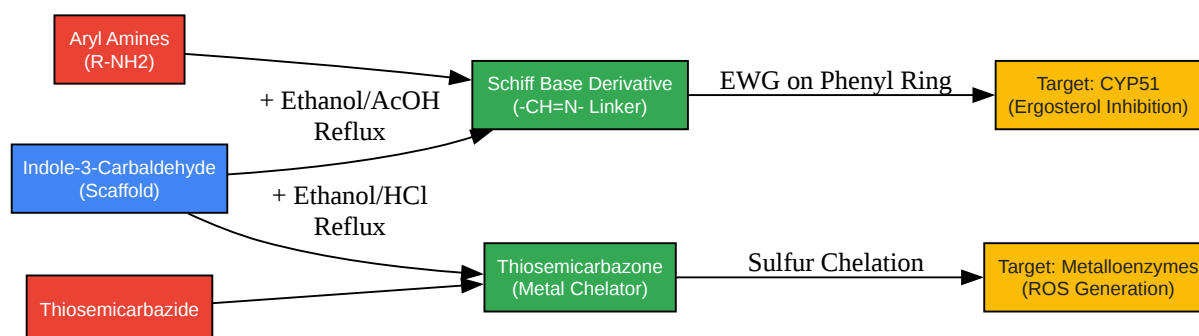 Aryl Amines
(R-NH2)
Schiff Base Derivative
(-CH=N- Linker)
EWG on Phenyl Ring
Target: CYP51
(Ergosterol Inhibition)
+ Ethanol/AcOH
Reflux
Indole-3-Carbaldehyde
(Scaffold)
+ Ethanol/HCl
Reflux
Thiosemicarbazone
(Metal Chelator)
Sulfur Chelation
Target: Metalloenzymes
(ROS Generation)
Thiosemicarbazide